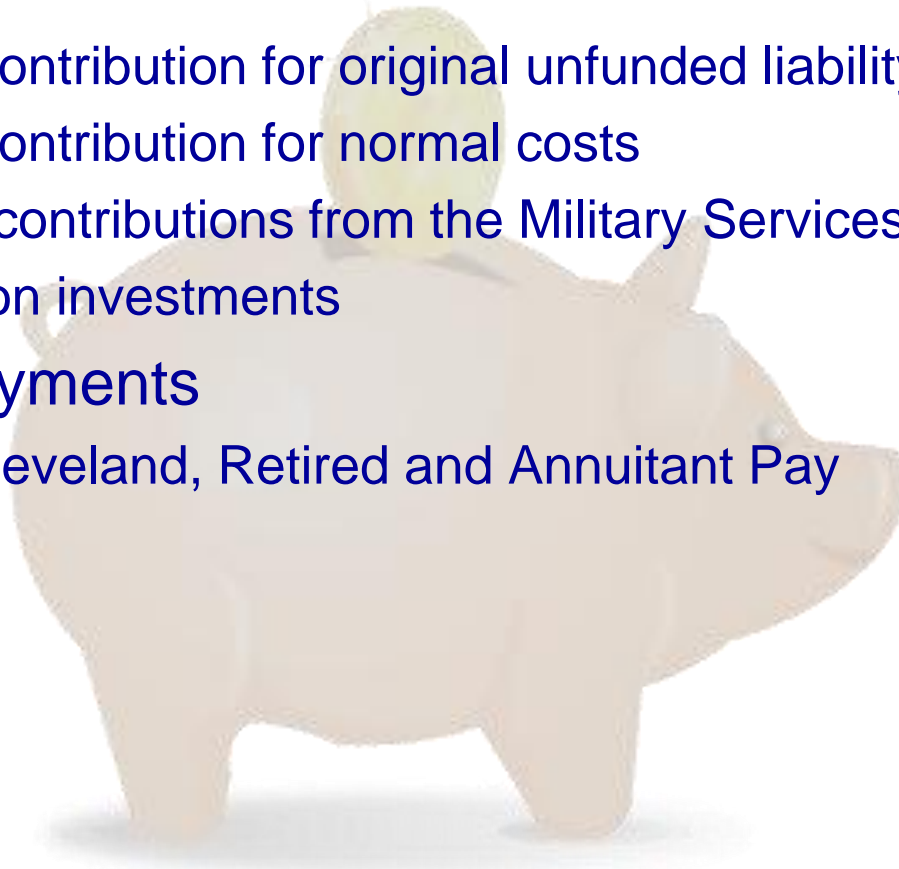 ontribution for original unfunded liability
ontribution for normal costs
contributions from the Military Services
on investments
yments
eveland, Retired and Annuitant Pay